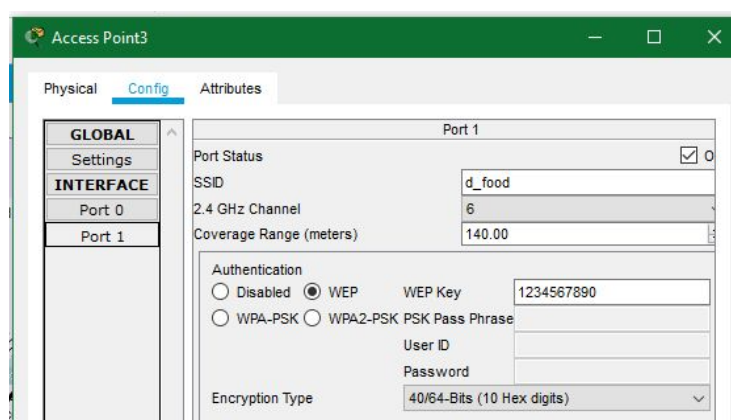 Access Point3
Physical Config Attributes
GLOBAL
Settings
INTERFACE
Port 0
Port 1
Port 1
Port Status
SSID d_food
2.4 GHz Channel 6
Coverage Range (meters) 140.00
Authentication
Disabled WEP WEP Key 1234567890
WPA-PSK WPA2-PSK PSK Pass Phrase
User ID
Password
Encryption Type 40/64-Bits (10 Hex digits)